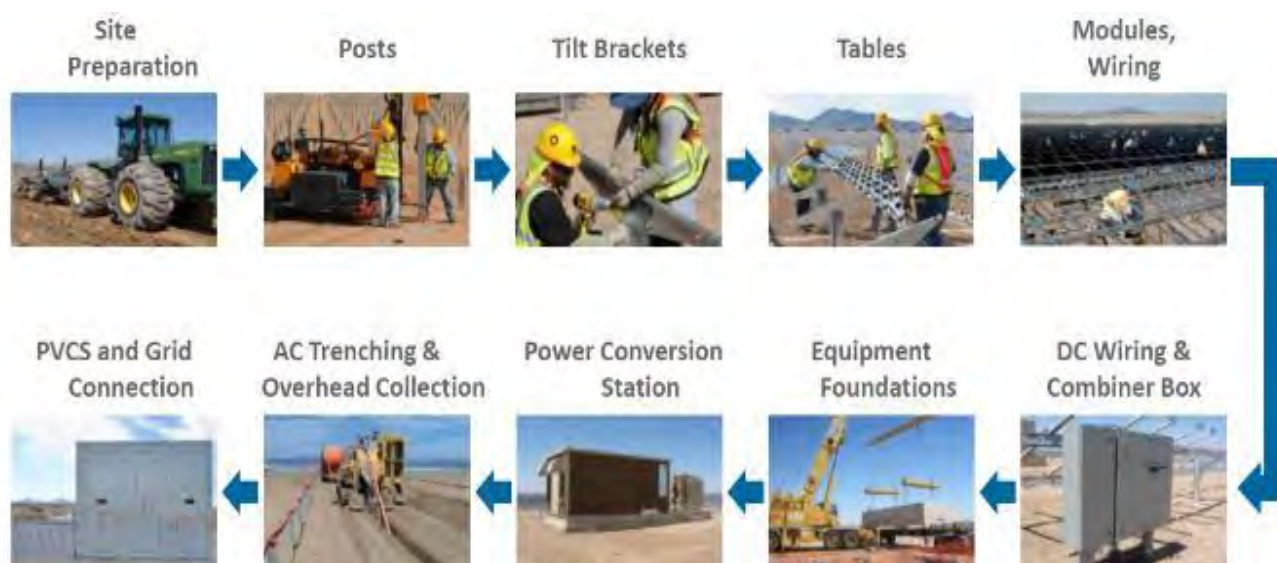 Site
Preparation
Posts
Tilt Brackets
Tables
Modules,
Wiring
PVCS and Grid
Connection
AC Trenching &
Overhead Collection
Power Conversion
Station
Equipment
Foundations
DC Wiring &
Combiner Box